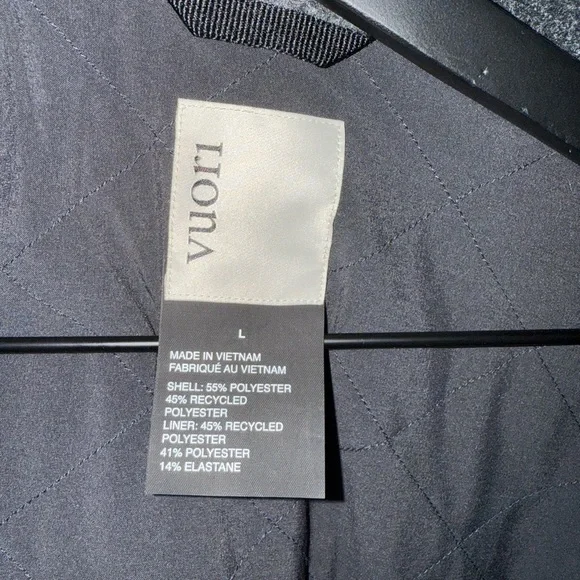 vuori
L
MADE IN VIETNAM
FABRIQUÉ AU VIETNAM
SHELL: 55% POLYESTER
45% RECYCLED
POLYESTER
LINER: 45% RECYCLED
POLYESTER
41% POLYESTER
14% ELASTANE